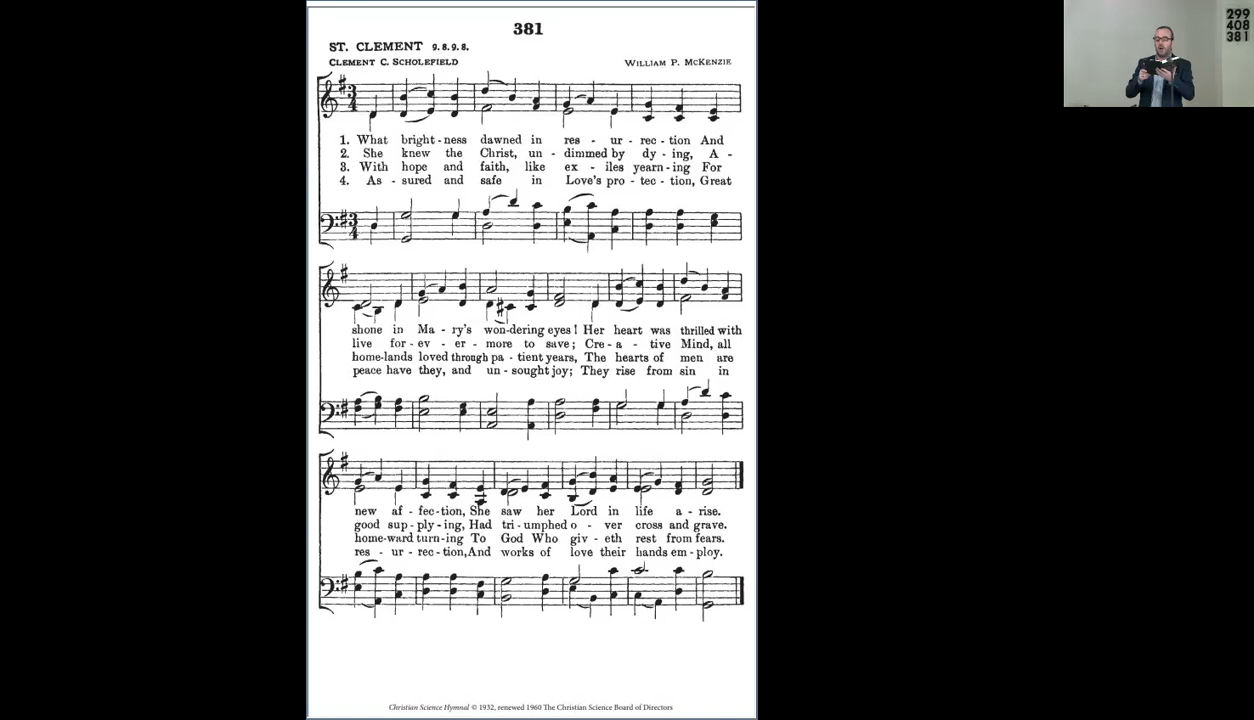 381
ST. CLEMENT 9.8.9.8.
CLEMENT C. SCHOLEFIELD
WILLIAM P. MCKENZIE
1. What bright - ness dawned in res - ur - rec - tion And
2. She knew the Christ, un - dimmed by dy - ing, A -
3. With hope and faith, like ex - iles yearn - ing For
4. As - sured and safe in Love's pro - tec - tion, Great
shone in Ma - ry's won-dering eyes! Her heart was thrilled with
live for - ev - er - more to save; Cre - a - tive Mind, all
home-lands loved through pa - tient years, The hearts of men are
peace have they, and un - sought joy; They rise from sin in
new af - fec-tion, She saw her Lord in life a - rise.
good sup - ply - ing, Had tri - umphed o - ver cross and grave.
home-ward turn-ing To God Who giv - eth rest from fears.
res - ur - rec-tion, And works of love their hands em - ploy.
Christian Science Hymnal © 1932, renewed 1960 The Christian Science Board of Directors
299
408
381